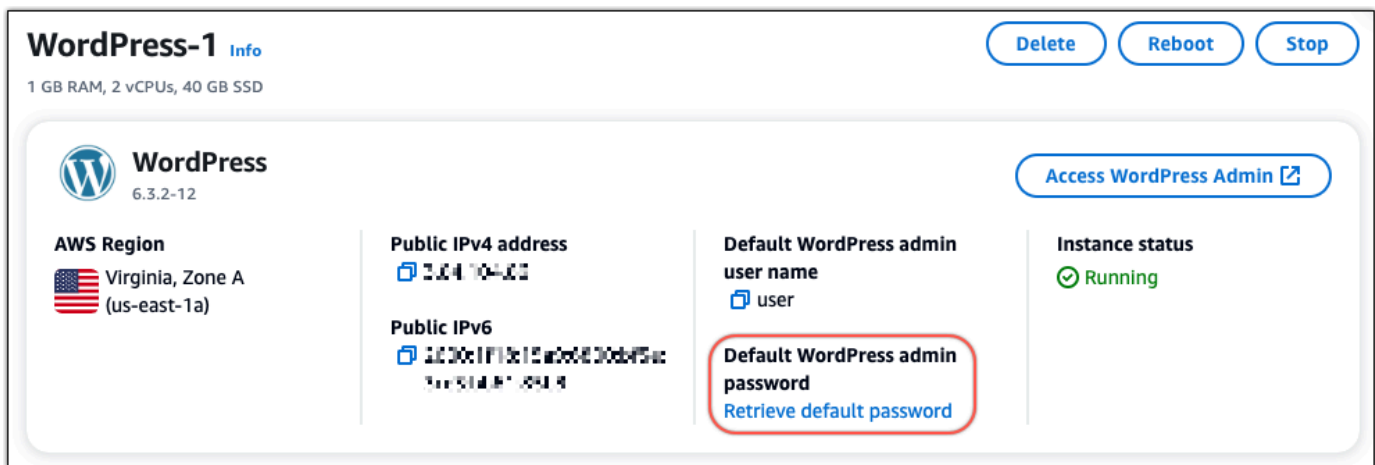 WordPress-1 Info
Delete
Reboot
Stop
1 GB RAM, 2 vCPUs, 40 GB SSD
WordPress
6.3.2-12
Access WordPress Admin
AWS Region
Virginia, Zone A
(us-east-1a)
Public IPv4 address
Public IPv6
Default WordPress admin
user name
user
Default WordPress admin
password
Retrieve default password
Instance status
Running